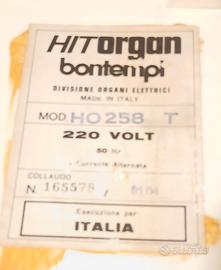 HITorgan
bontempi
DIVISIONE ORGANI ELETTRICI
MADE IN ITALY
MOD. HO 258 T
220 VOLT
50 Hz
- Corrente Alternata
COLLAUDO
N. 165578 / 0104
Esecuzione per
ITALIA